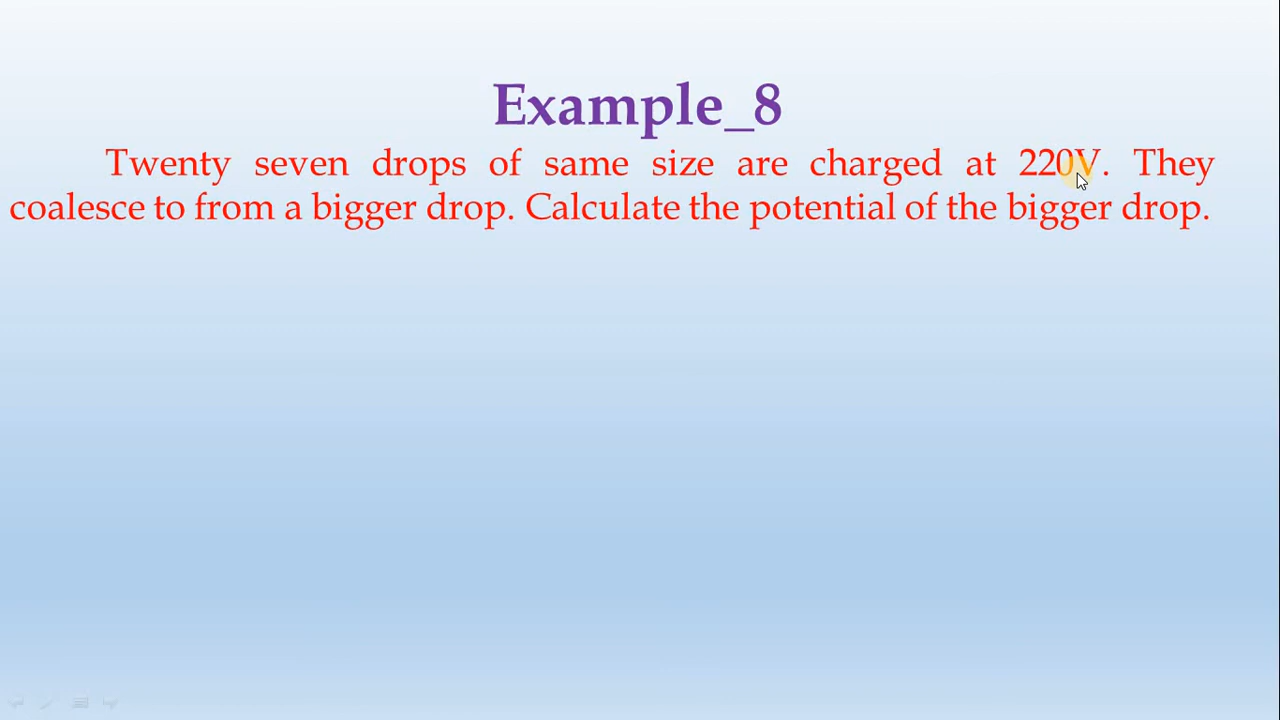 Example_8
Twenty seven drops of same size are charged at 220V. They
coalesce to from a bigger drop. Calculate the potential of the bigger drop.